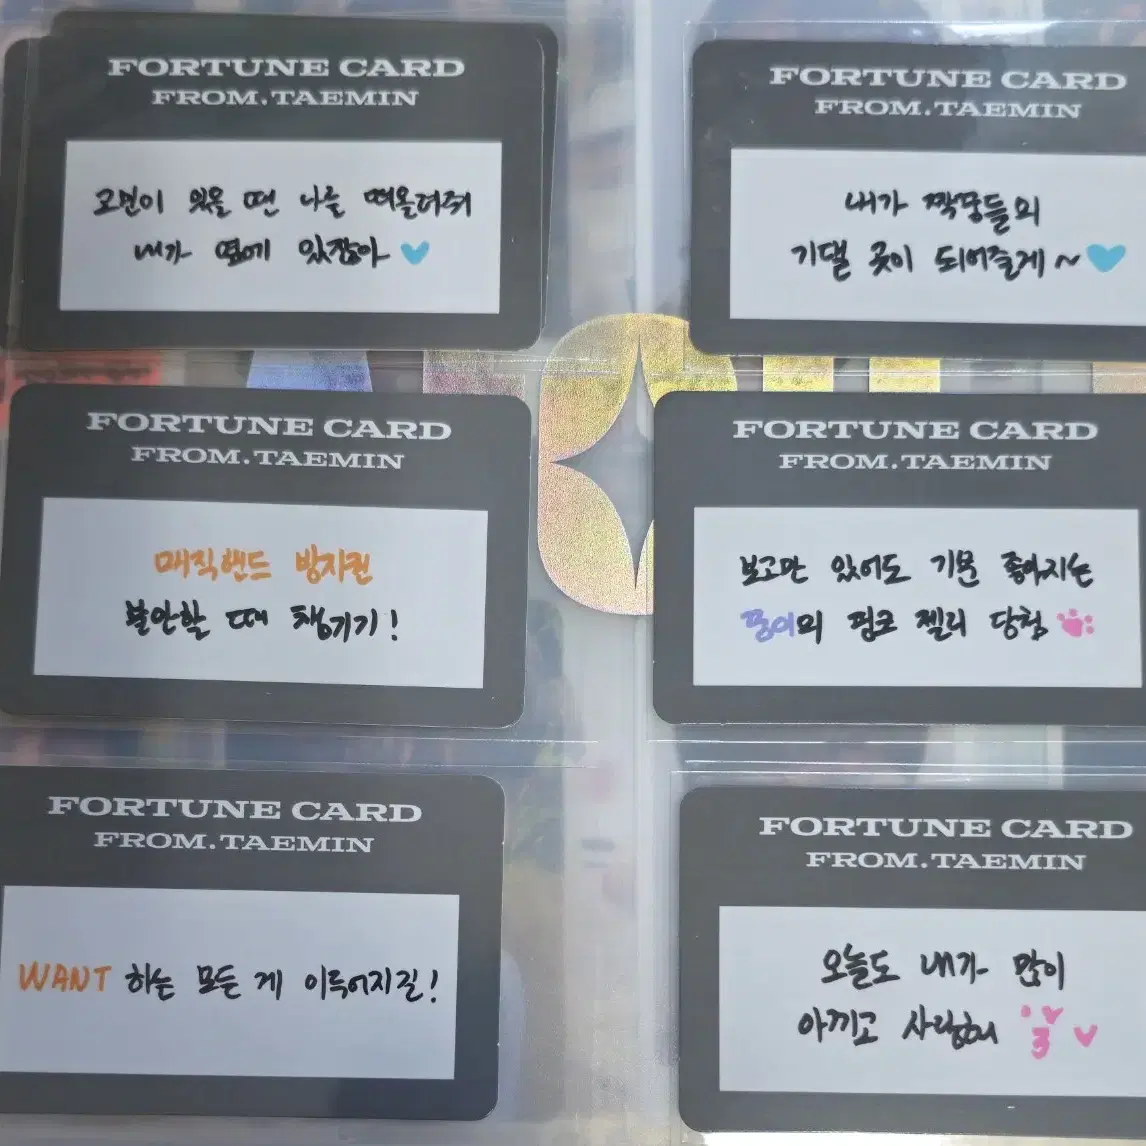 FORTUNE CARD
FROM.TAEMIN
고민이 있을 땐 나를 떠올려줘
내가 옆에 있잖아
FORTUNE CARD
FROM.TAEMIN
내가 짝뚱들의
기댈 곳이 되어줄게~
FORTUNE CARD
FROM.TAEMIN
매직핸드 방지권
불안할 때 챙기기!
FORTUNE CARD
FROM.TAEMIN
보고만 있어도 기분 좋아지는
꿍이의 핑크 젤리 당첨
FORTUNE CARD
FROM.TAEMIN
WANT 하는 모든 게 이루어지길!
FORTUNE CARD
FROM.TAEMIN
오늘도 내가 많이
아끼고 사랑해